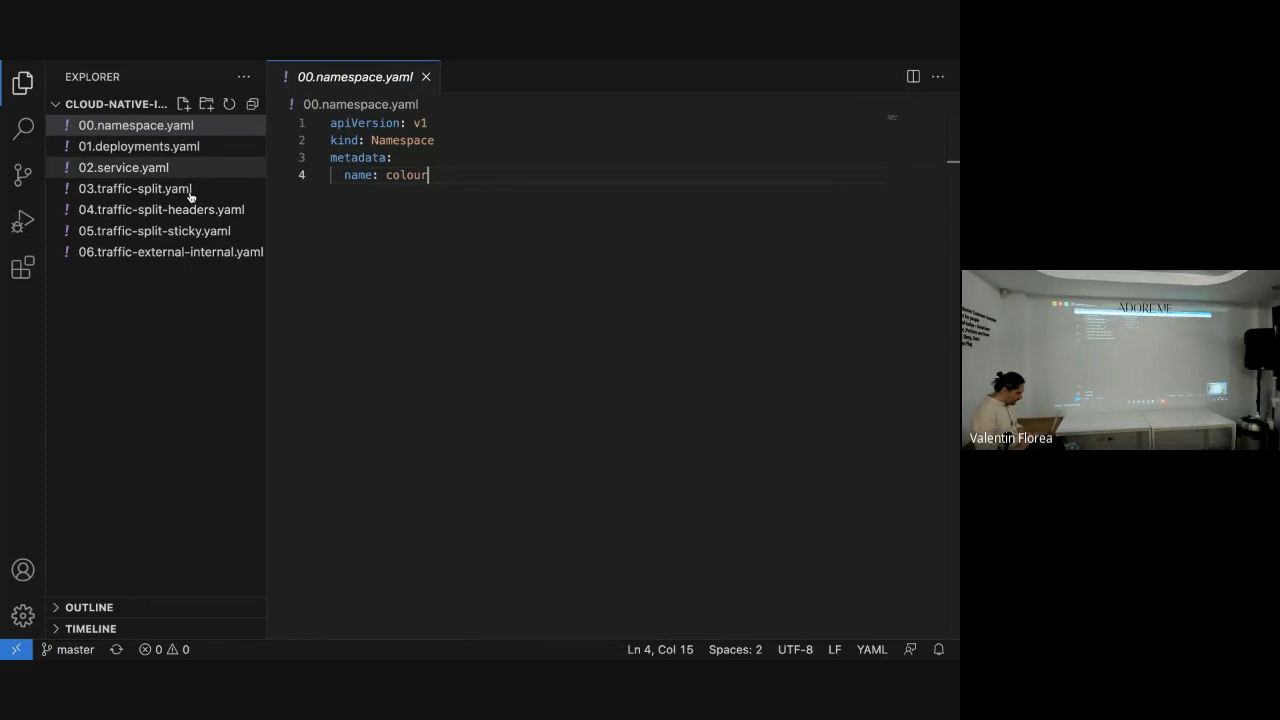 EXPLORER
CLOUD-NATIVE-I...
00.namespace.yaml
01.deployments.yaml
02.service.yaml
03.traffic-split.yaml
04.traffic-split-headers.yaml
05.traffic-split-sticky.yaml
06.traffic-external-internal.yaml
OUTLINE
TIMELINE
00.namespace.yaml
00.namespace.yaml
1 apiVersion: v1
2 kind: Namespace
3 metadata:
4 name: colour
master
0 0
Ln 4, Col 15
Spaces: 2
UTF-8
LF
YAML
ADORE ME
Valentin Florea